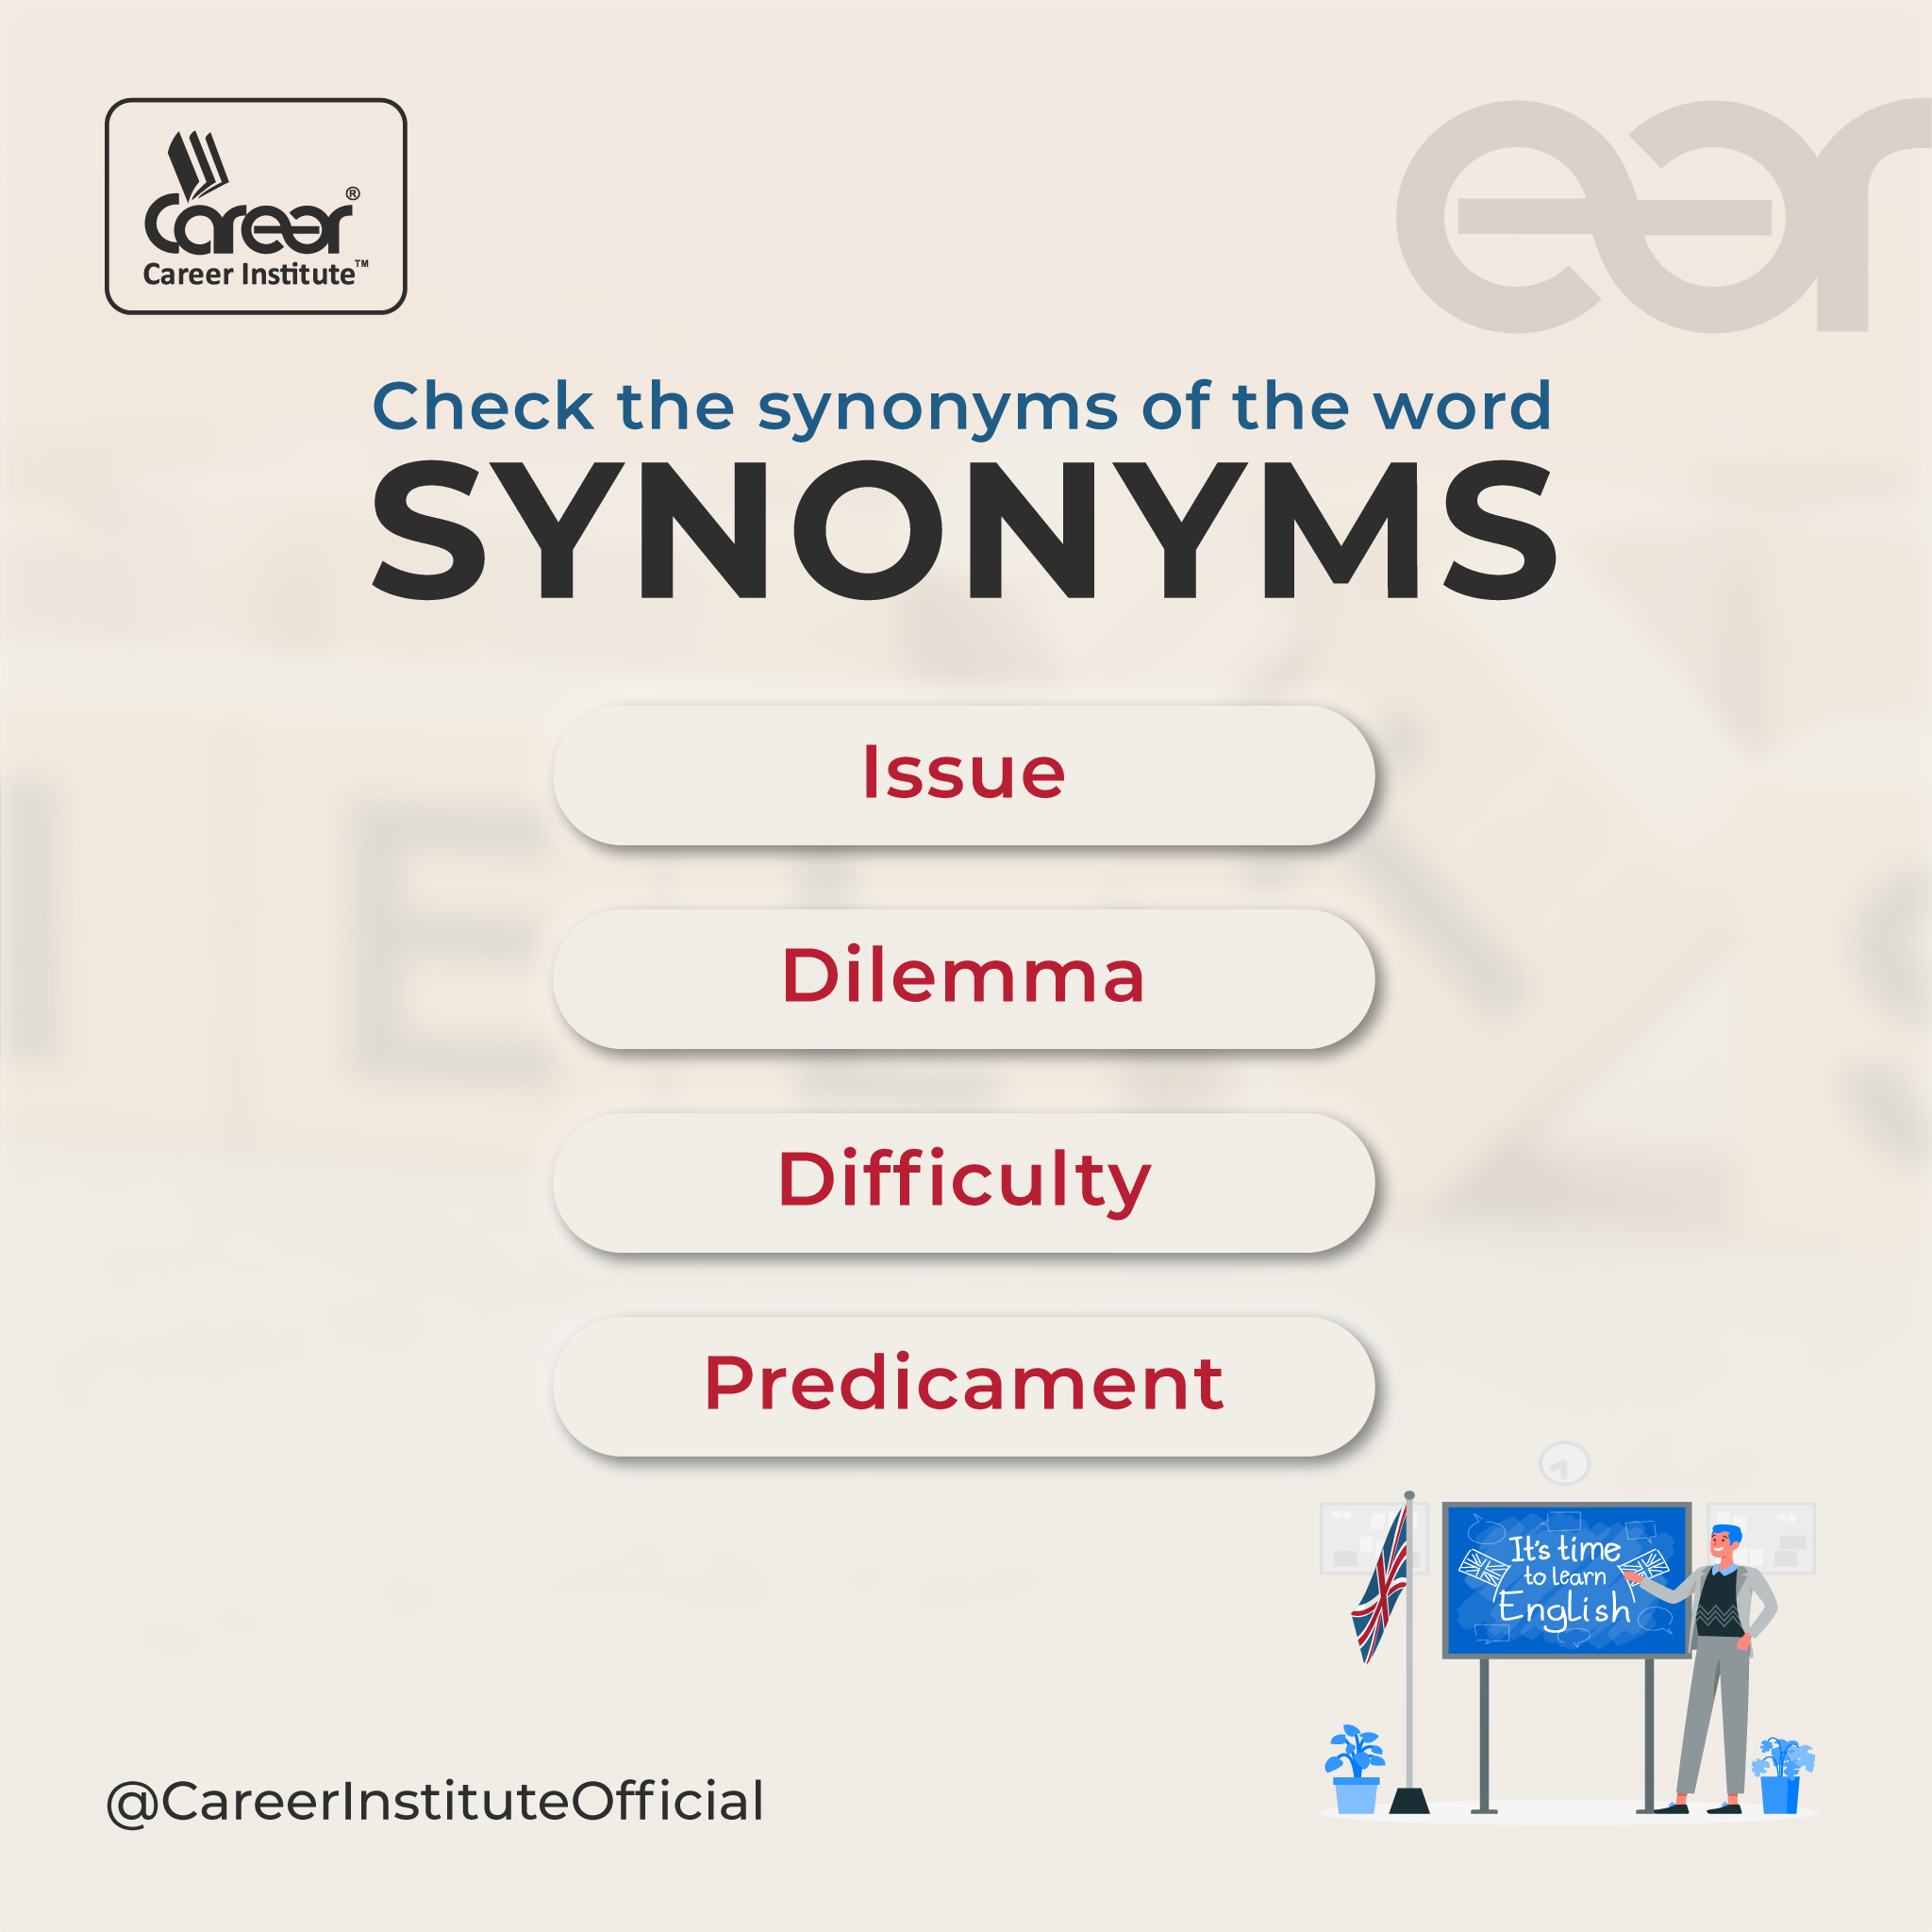 Career®
Career Institute™
ear
Check the synonyms of the word
SYNONYMS
Issue
Dilemma
Difficulty
Predicament
It's time
to learn
English
@CareerInstituteOfficial